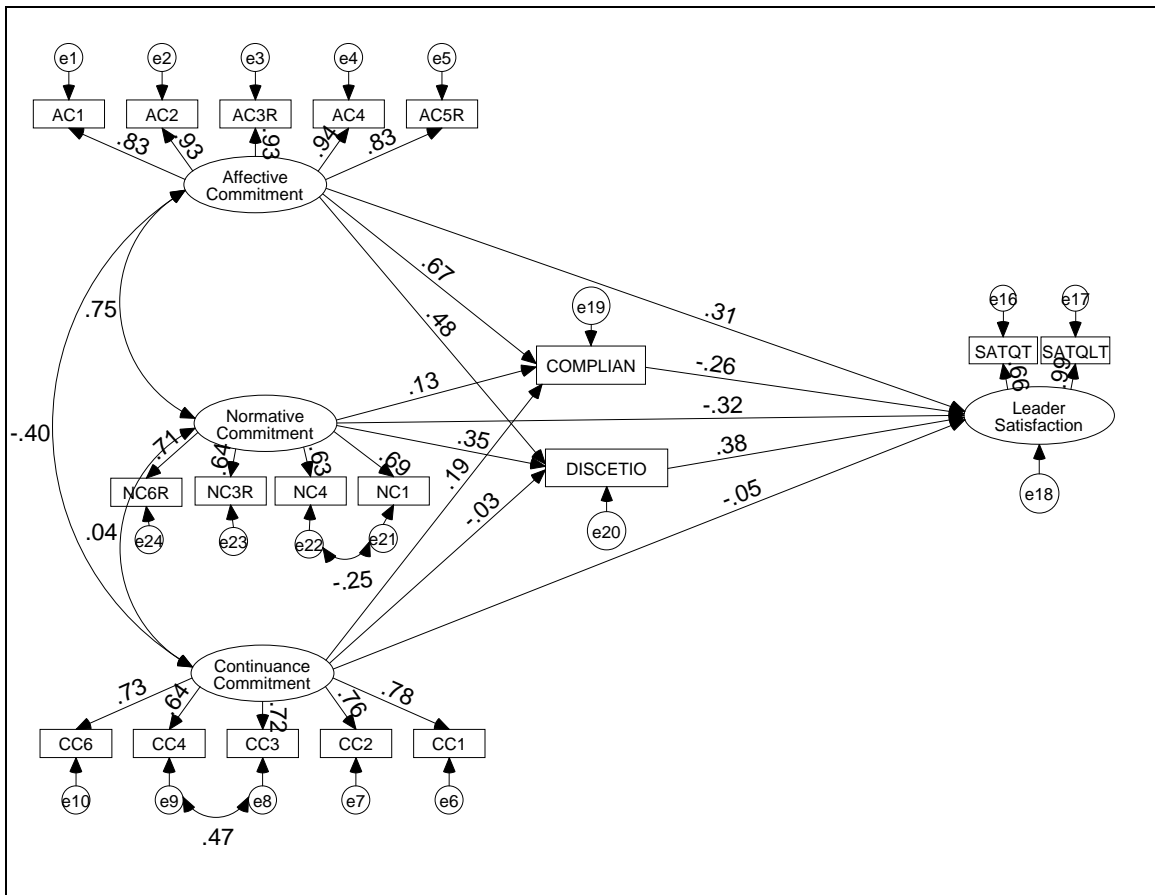 e1
e2
e3
e4
e5
AC1
AC2
AC3R
AC4
AC5R
.83
.93
.93
.94
.83
Affective
Commitment
.67
.48
.31
.75
-.40
.04
e19
COMPLIAN
-.26
e16
e17
SATQT
SATQLT
.66
.99
Leader
Satisfaction
e18
Normative
Commitment
.13
-.32
.35
.19
-.03
-.05
DISCETIO
.38
e20
.71
.64
.63
.69
NC6R
NC3R
NC4
NC1
e24
e23
e22
e21
-.25
Continuance
Commitment
.73
.64
.72
.76
.78
CC6
CC4
CC3
CC2
CC1
e10
e9
e8
e7
e6
.47